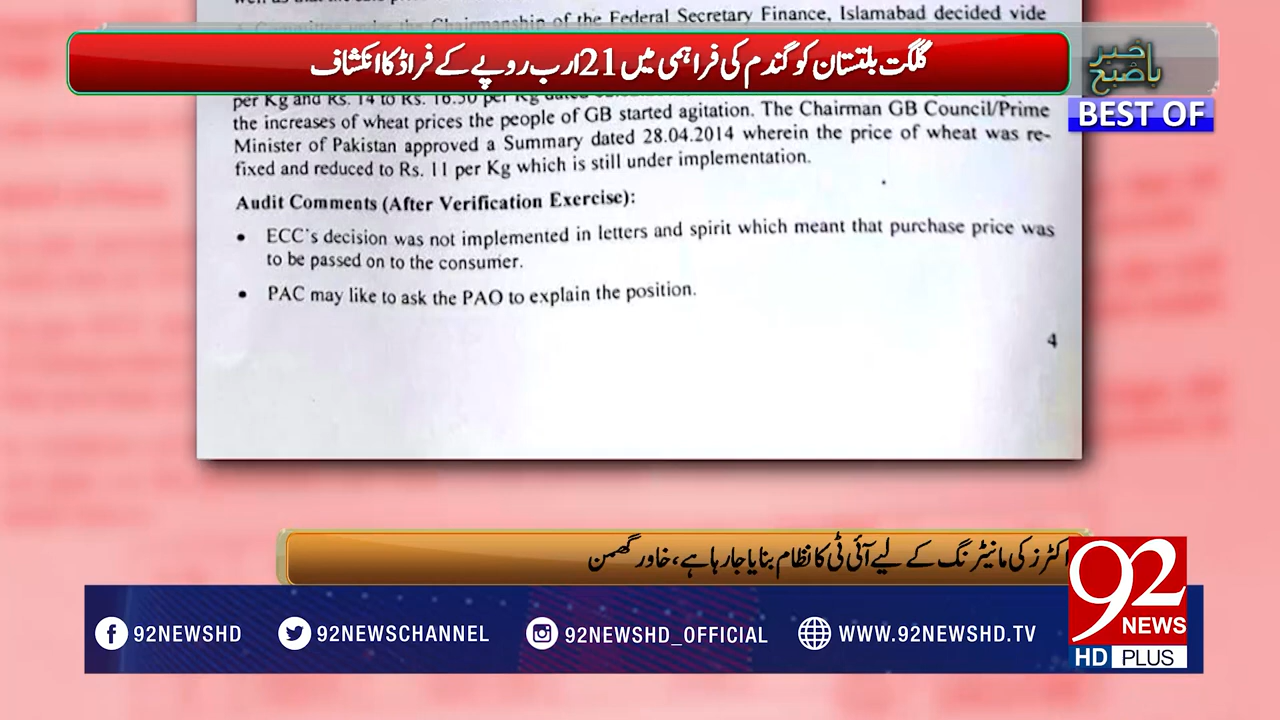 A Committee under the Chairmanship of the Federal Secretary Finance, Islamabad decided vide
گلگت بلتستان کو گندم کی فراہمی میں 21 ارب روپے کے فراڈ کا انکشاف
باخبر صبح
BEST OF
per Kg and Rs. 14 to Rs. 16.50 per Kg dated
the increases of wheat prices the people of GB started agitation. The Chairman GB Council/Prime
Minister of Pakistan approved a Summary dated 28.04.2014 wherein the price of wheat was re-
fixed and reduced to Rs. 11 per Kg which is still under implementation.
Audit Comments (After Verification Exercise):
• ECC's decision was not implemented in letters and spirit which meant that purchase price was
to be passed on to the consumer.
• PAC may like to ask the PAO to explain the position.
4
اکٹرز کی مانیٹرنگ کے لیے آئی ٹی کا نظام بنایا جا رہا ہے، خاور گھمن
92 NEWS
HD PLUS
92NEWSHD
92NEWSCHANNEL
92NEWSHD_OFFICIAL
WWW.92NEWSHD.TV